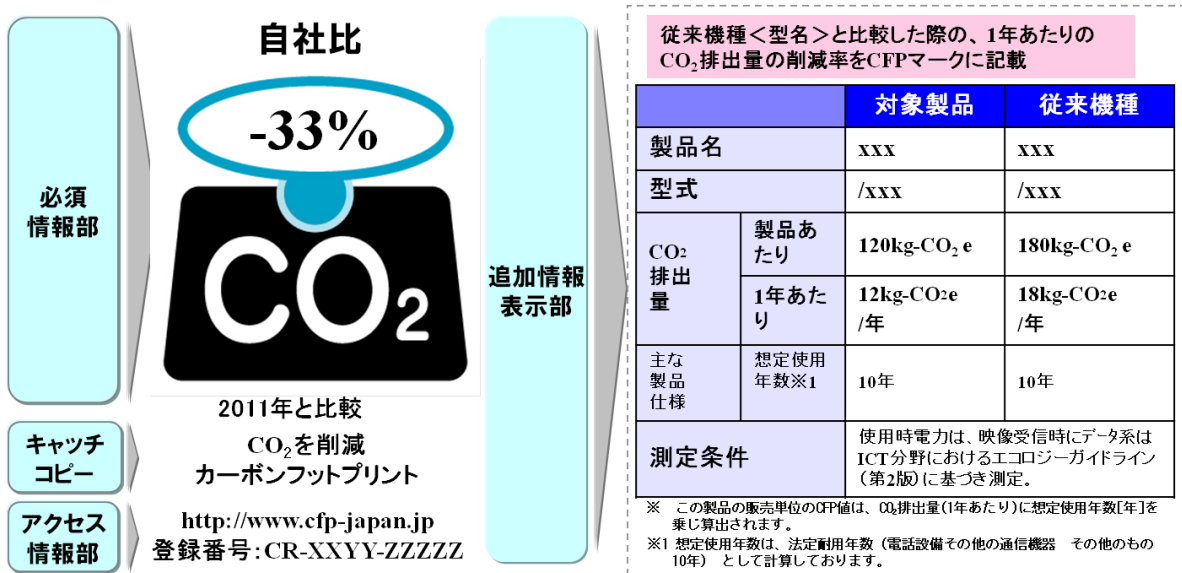 必須
情報部
自社比
-33%
CO2
2011年と比較
キャッチ
コピー
CO2を削減
カーボンフットプリント
アクセス
情報部
http://www.cfp-japan.jp
登録番号:CR-XXYY-ZZZZZ
追加情報
表示部
従来機種<型名>と比較した際の、1年あたりの
CO2排出量の削減率をCFPマークに記載
対象製品 従来機種
製品名 xxx xxx
型式 /xxx /xxx
CO2
排出
量
製品あ
たり
120kg-CO2 e 180kg-CO2 e
1年あた
り
12kg-CO2e
/年
18kg-CO2e
/年
主な
製品
仕様
想定使用
年数※1
10年 10年
測定条件
使用時電力は、映像受信時にデータ系は
ICT分野におけるエコロジーガイドライン
(第2版)に基づき測定。
※ この製品の販売単位のCFP値は、CO2排出量(1年あたり)に想定使用年数[年]を
乗じ算出されます。
※1 想定使用年数は、法定耐用年数（電話設備その他の通信機器 その他のもの
10年） として計算しております。